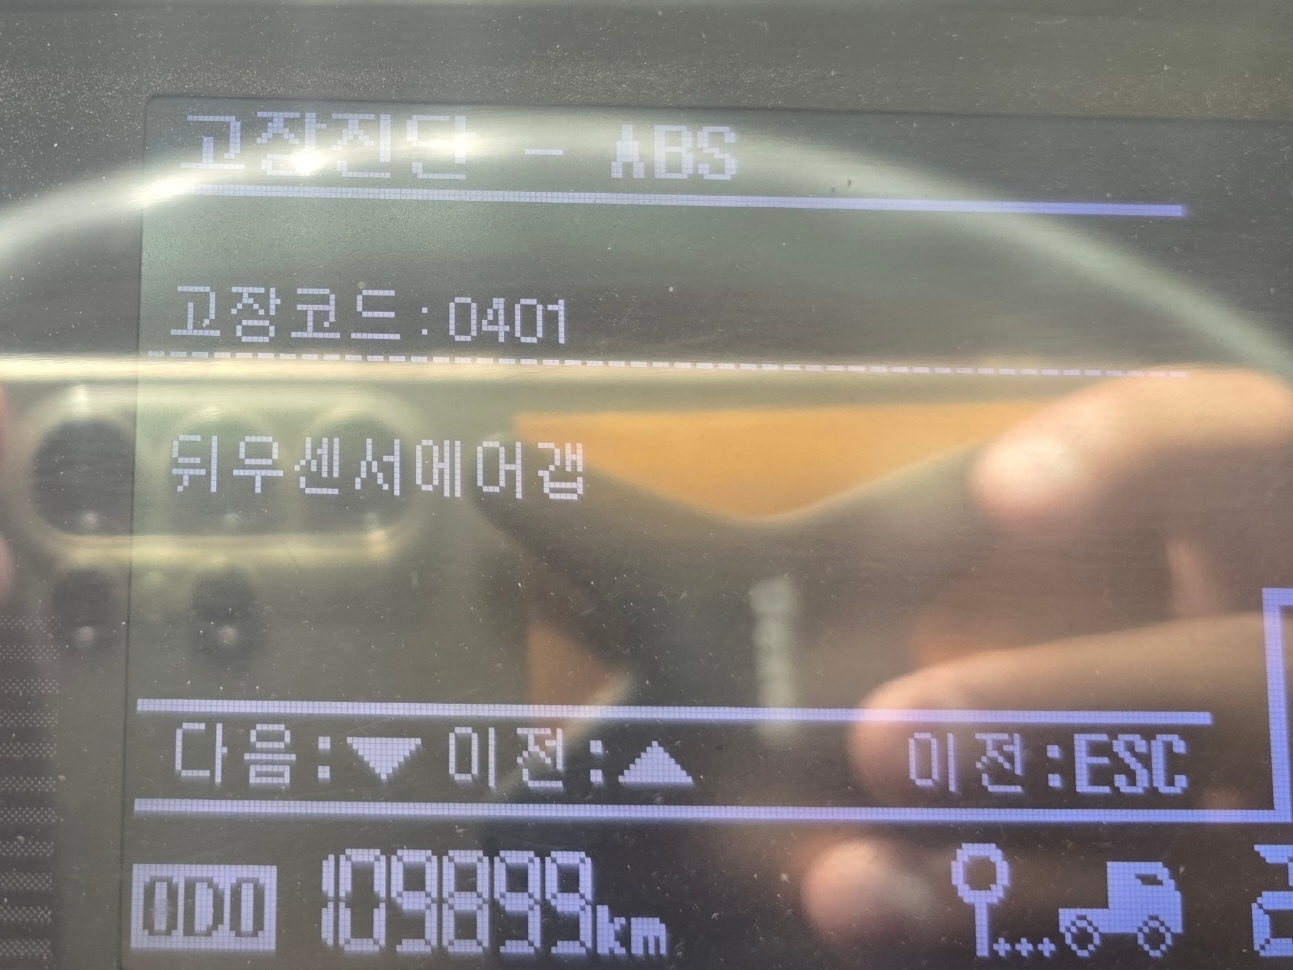 고장진단 - ABS
고장코드:0401
뒤우센서에어갭
다음:▼ 이전:▲ 이전:ESC
ODO 109899km